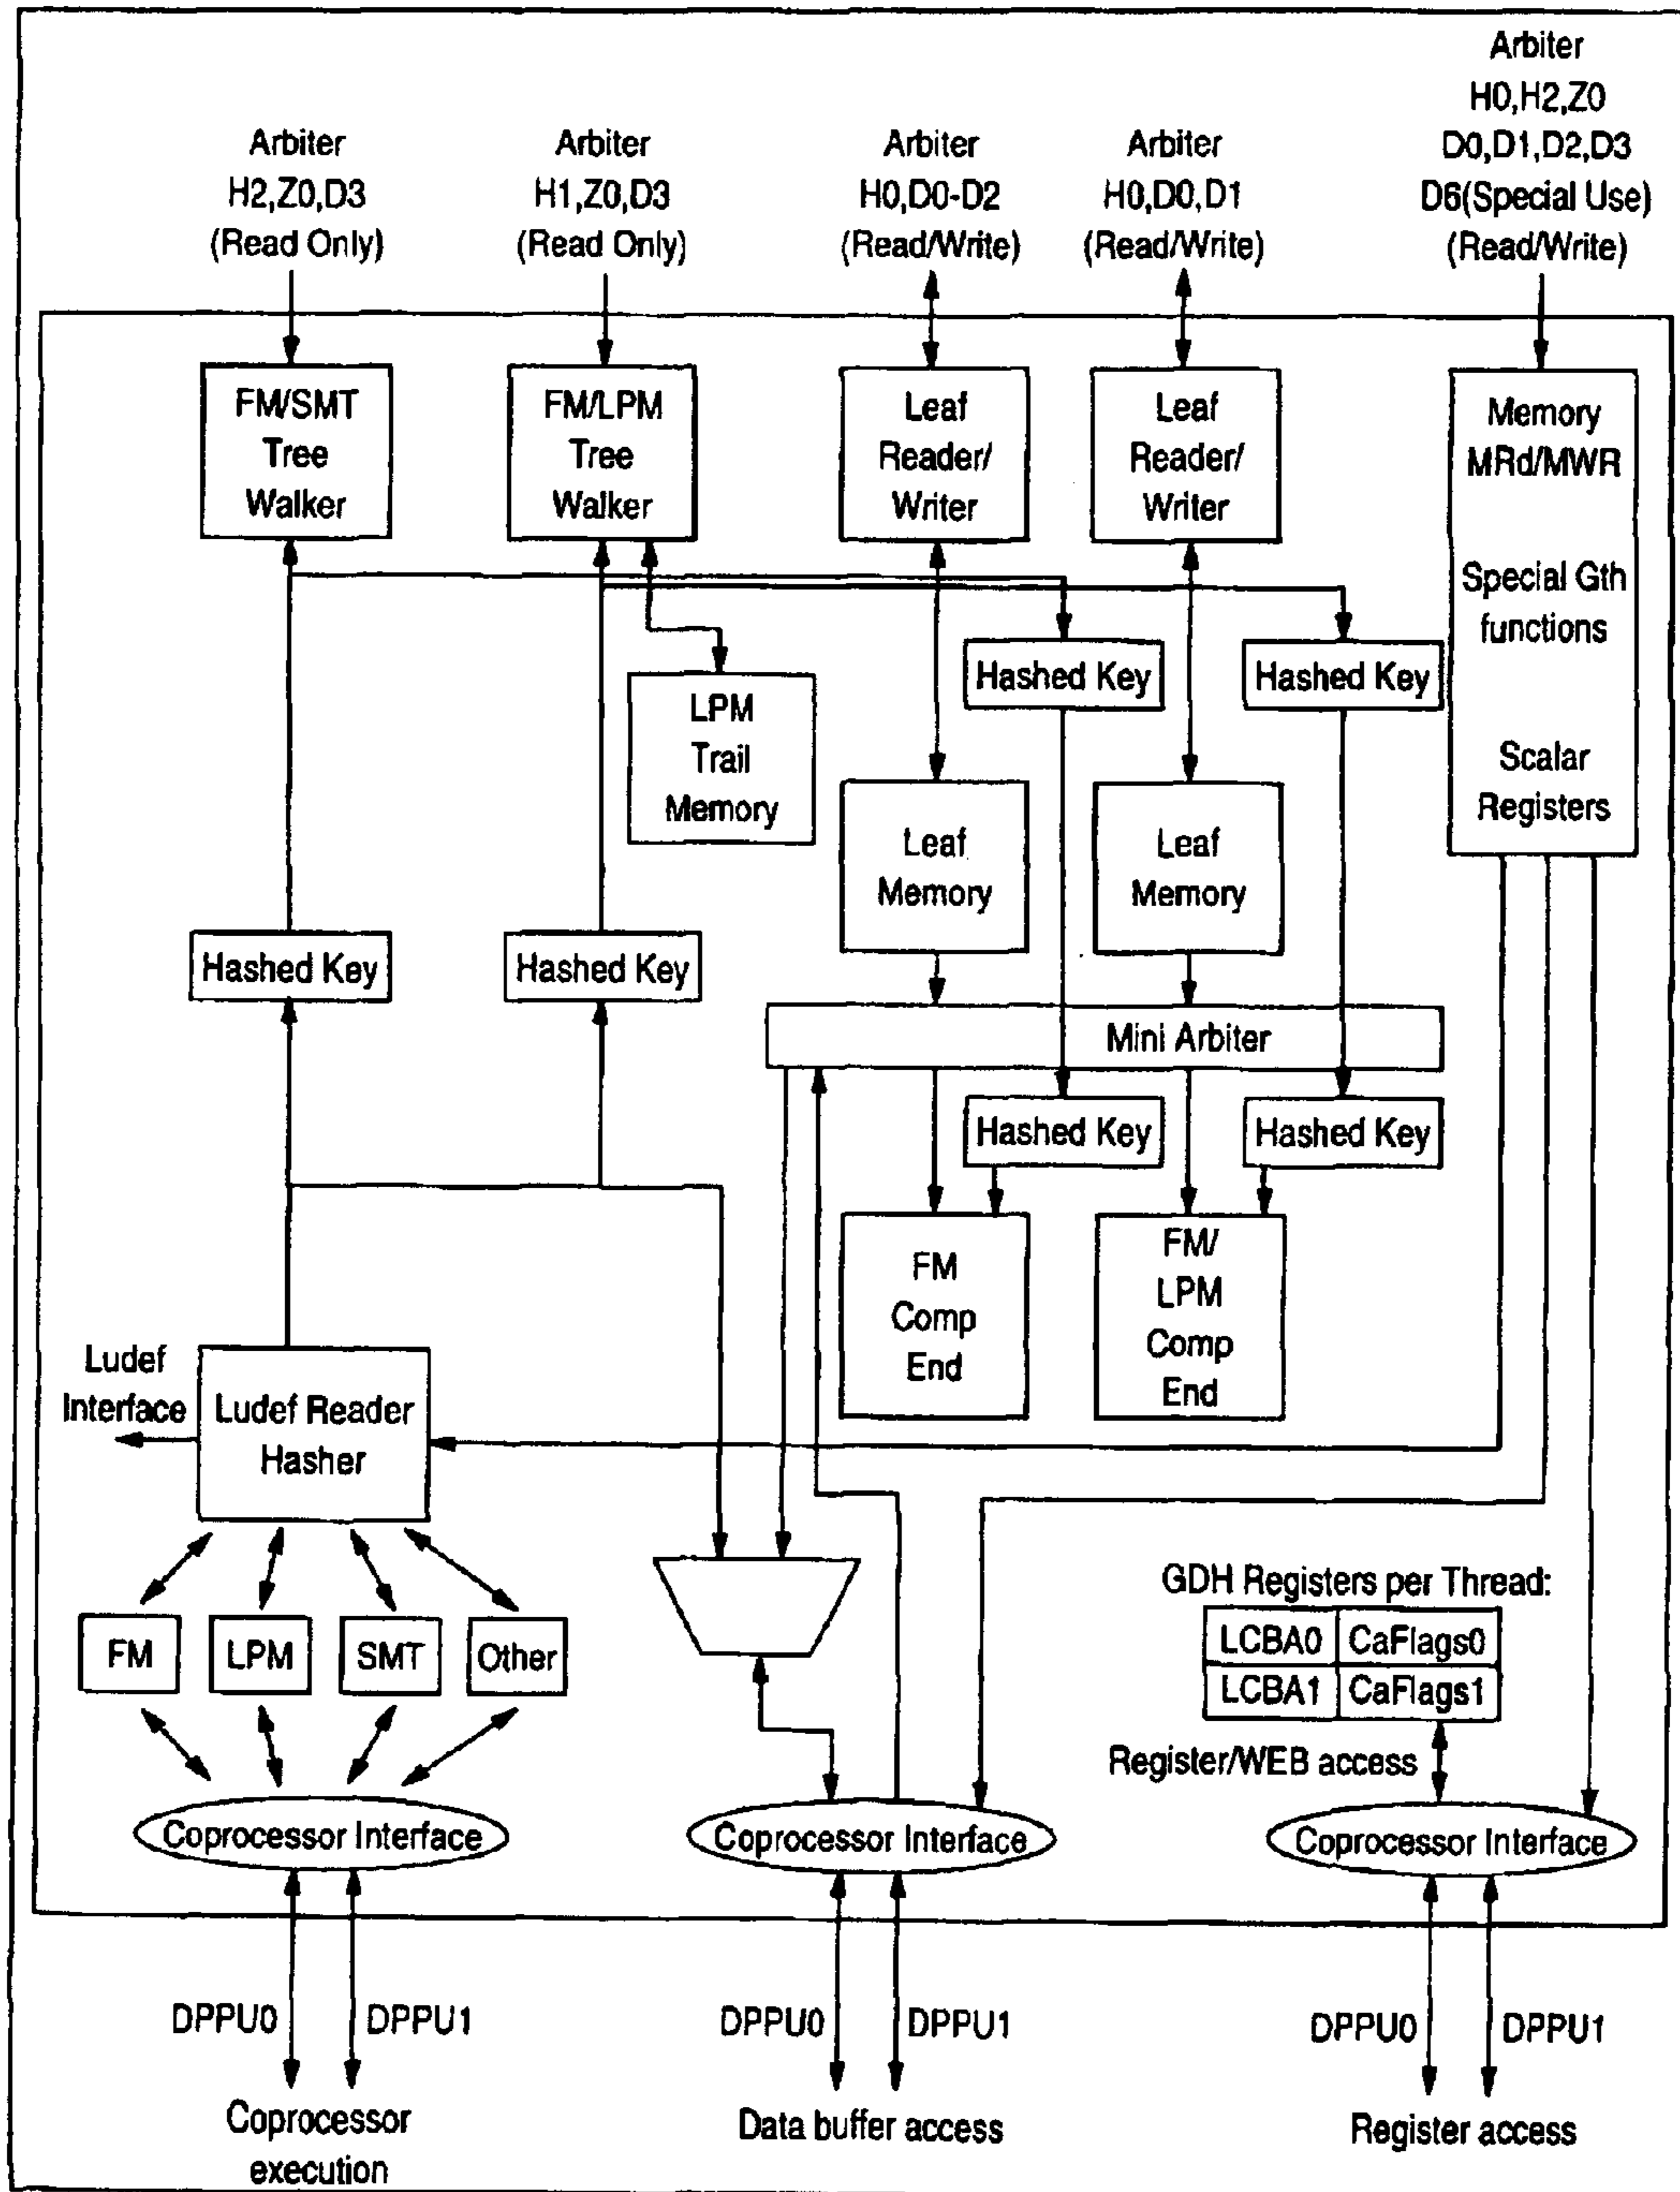 Arbiter
H2,Z0,D3
(Read Only)
Arbiter
H1,Z0,D3
(Read Only)
Arbiter
H0,D0-D2
(Read/Write)
Arbiter
H0,D0,D1
(Read/Write)
Arbiter
H0,H2,Z0
D0,D1,D2,D3
D6(Special Use)
(Read/Write)
FM/SMT
Tree
Walker
FM/LPM
Tree
Walker
Leaf
Reader/
Writer
Leaf
Reader/
Writer
Memory
MRd/MWR
Special Gth
functions
Scalar
Registers
Hashed Key
Hashed Key
LPM
Trail
Memory
Leaf
Memory
Leaf
Memory
Hashed Key
Hashed Key
Mini Arbiter
Hashed Key
Hashed Key
FM
Comp
End
FM/
LPM
Comp
End
Ludef
Interface
Ludef Reader
Hasher
FM
LPM
SMT
Other
GDH Registers per Thread:
LCBA0 CaFlags0
LCBA1 CaFlags1
Register/WEB access
Coprocessor Interface
Coprocessor Interface
Coprocessor Interface
DPPU0 DPPU1
DPPU0 DPPU1
DPPU0 DPPU1
Coprocessor
execution
Data buffer access
Register access